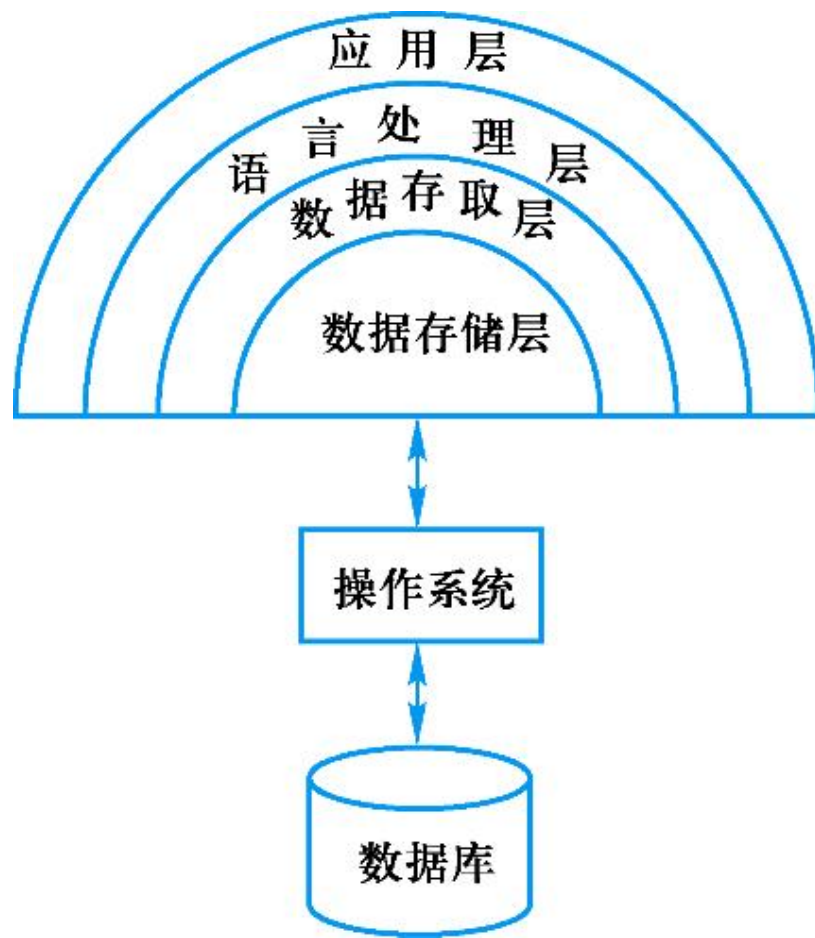 应用层
语言处理层
数据存取层
数据存储层
操作系统
数据库